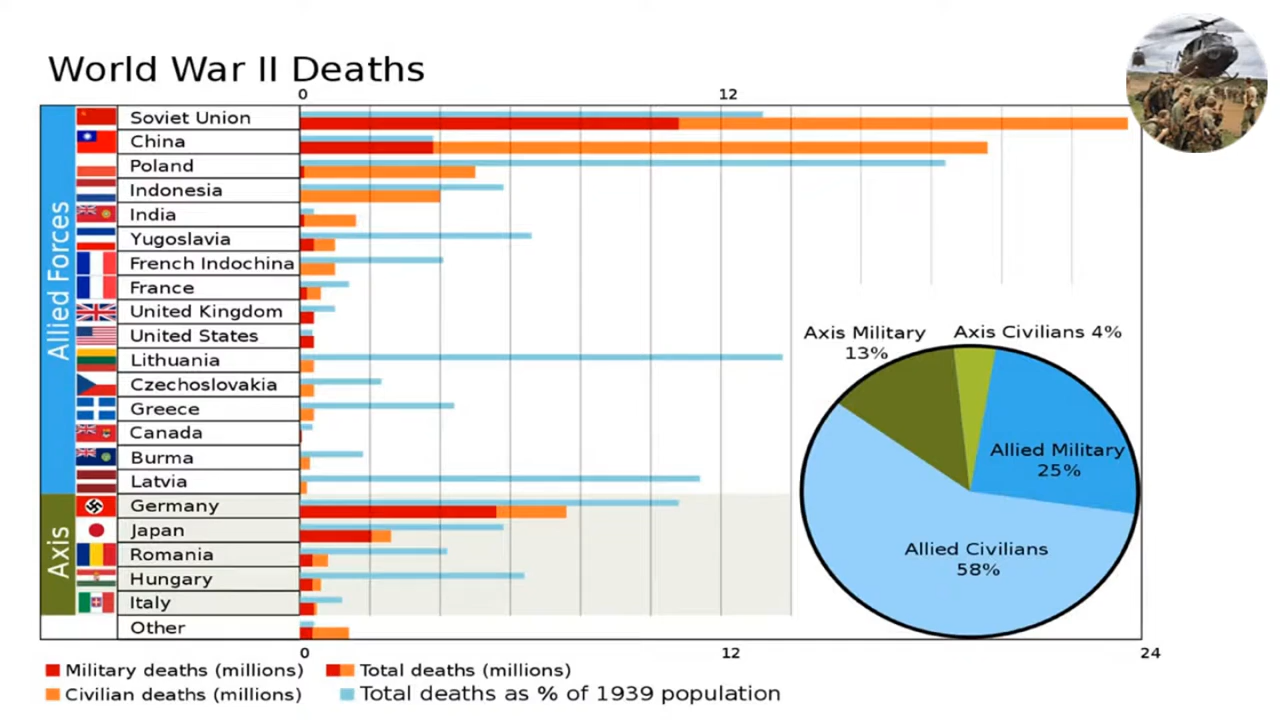 World War II Deaths
0 12
Allied Forces
Soviet Union
China
Poland
Indonesia
India
Yugoslavia
French Indochina
France
United Kingdom
United States
Lithuania
Czechoslovakia
Greece
Canada
Burma
Latvia
Axis
Germany
Japan
Romania
Hungary
Italy
Other
Axis Military
13%
Axis Civilians 4%
Allied Military
25%
Allied Civilians
58%
0 12 24
Military deaths (millions) Total deaths (millions)
Civilian deaths (millions) Total deaths as % of 1939 population